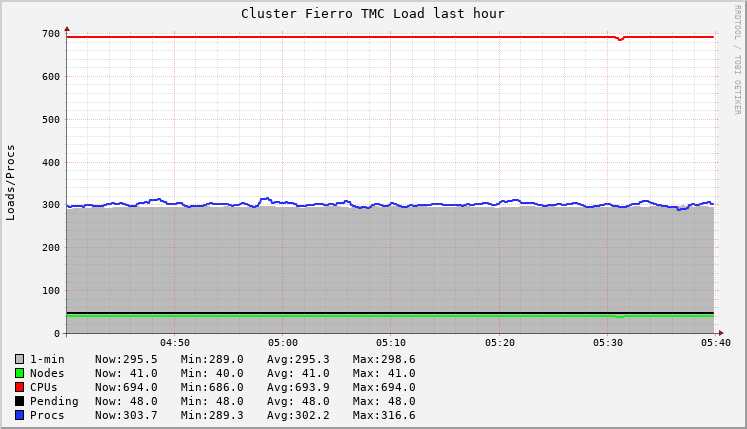 Cluster Fierro TMC Load last hour
RRDTOOL / TOBI OETIKER
Loads/Procs
700
600
500
400
300
200
100
0
04:50 05:00 05:10 05:20 05:30 05:40
1-min Now:295.5 Min:289.0 Avg:295.3 Max:298.6
Nodes Now: 41.0 Min: 40.0 Avg: 41.0 Max: 41.0
CPUs Now:694.0 Min:686.0 Avg:693.9 Max:694.0
Pending Now: 48.0 Min: 48.0 Avg: 48.0 Max: 48.0
Procs Now:303.7 Min:289.3 Avg:302.2 Max:316.6